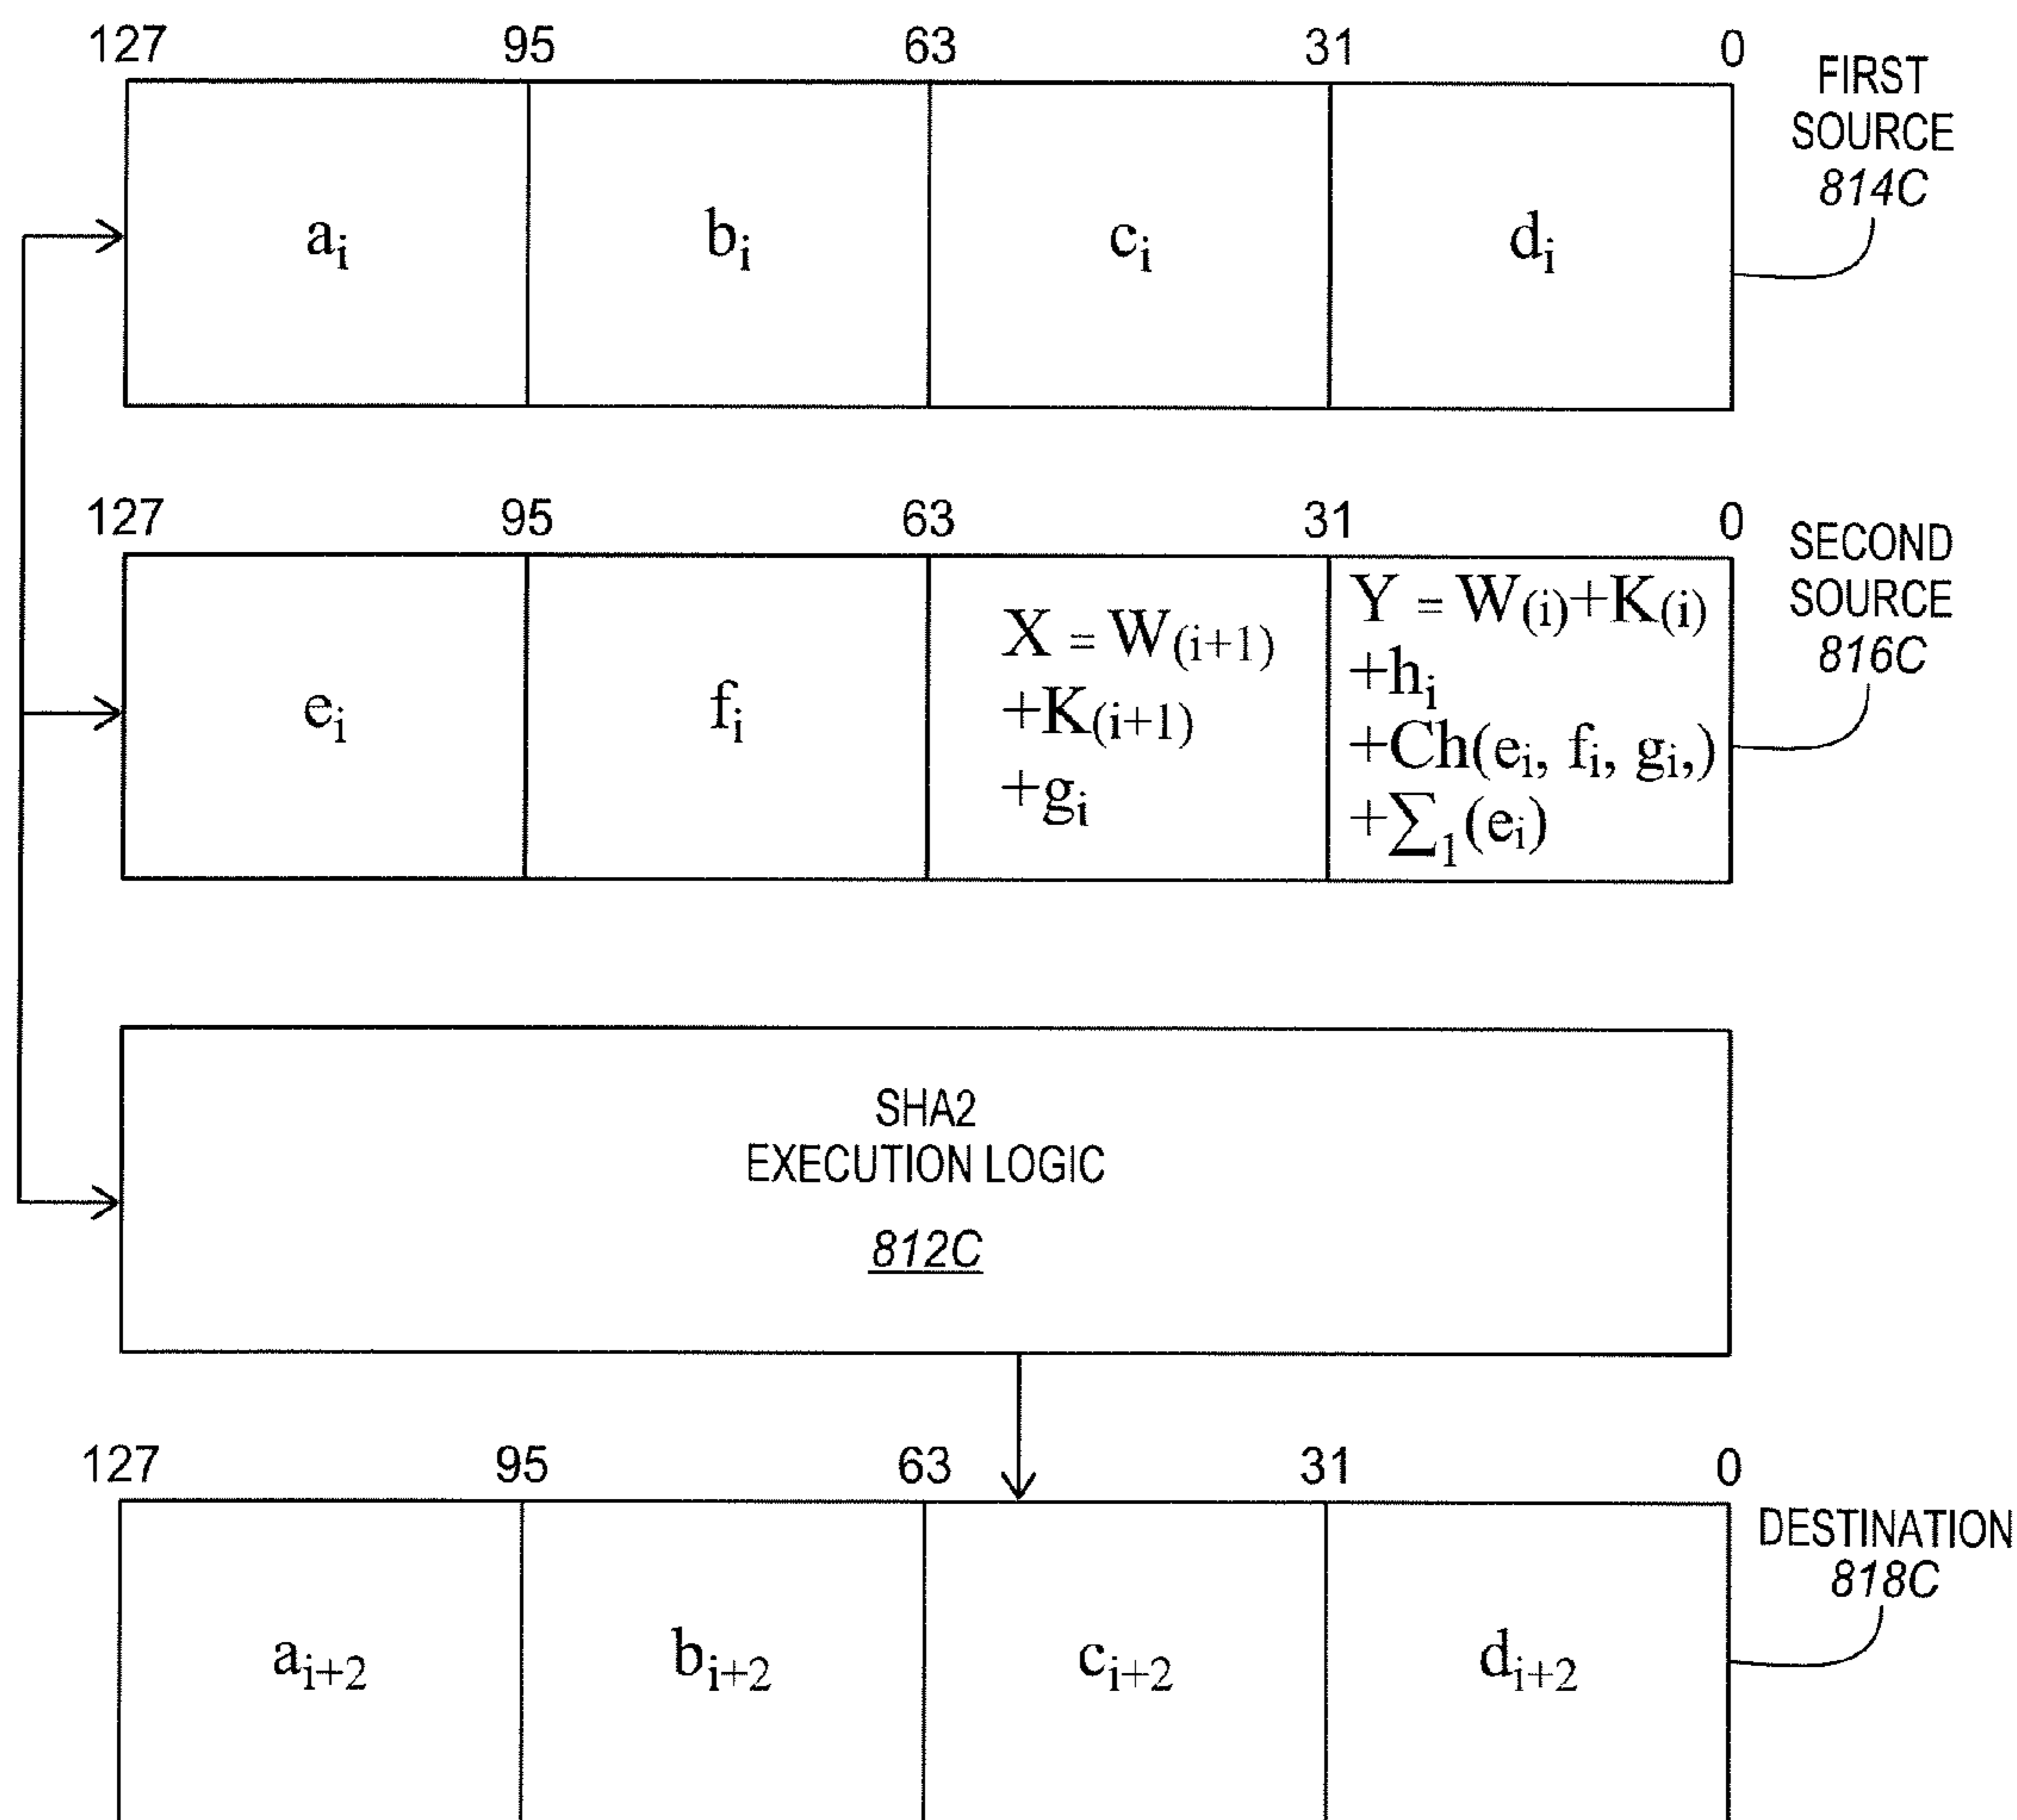 127 95 63 31 0
FIRST
SOURCE
814C
aᵢ bᵢ cᵢ dᵢ
127 95 63 31 0
SECOND
SOURCE
816C
eᵢ fᵢ
X = W₍ᵢ₊₁₎
+K₍ᵢ₊₁₎
+gᵢ
Y = W₍ᵢ₎+K₍ᵢ₎
+hᵢ
+Ch(eᵢ, fᵢ, gᵢ,)
+∑₁(eᵢ)
SHA2
EXECUTION LOGIC
812C
127 95 63 31 0
DESTINATION
818C
aᵢ₊₂ bᵢ₊₂ cᵢ₊₂ dᵢ₊₂